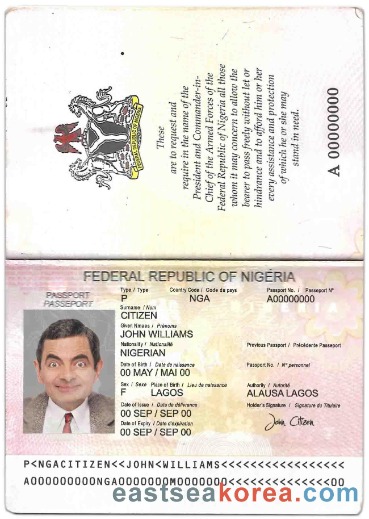 These
are to request and
require in the name of the
President and Commander-in-
Chief of the Armed Forces of the
Federal Republic of Nigeria all those
whom it may concern to allow the
bearer to pass freely without let or
hindrance and to afford him or her
every assistance and protection
of which he or she may
stand in need.
A 00000000
FEDERAL REPUBLIC OF NIGERIA
PASSPORT
PASSEPORT
Type / Type Country Code / Code du pays Passport No. / Passeport N°
P NGA A00000000
Surname / Nom
CITIZEN
Given Names / Prénoms
JOHN WILLIAMS
Nationality / Nationalité Previous Passport / Précédente Passeport
NIGERIAN
Date of Birth / Date de naissance Passport No. / N° personnel
00 MAY / MAI 00
Sex / Sexe Place of Birth / Lieu de naissance Authority / Autorité
F LAGOS ALAUSA LAGOS
Date of Issue / Date de délivrance Holder's Signature / Signature du Titulaire
00 SEP / SEP 00
John Citizen
Date of Expiry / Date d'expiration
00 SEP / SEP 00
P<NGACITIZEN<<JOHN<WILLIAMS<<<<<<<<<<<<<<<<<
A000000000NGA0000000M0000000<<<<<<<<<<<<<<00
eastseakorea.com